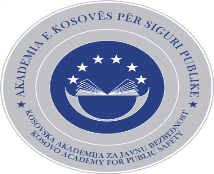 AKADEMIA E KOSOVËS PËR SIGURI PUBLIKE
KOSOVSKA AKADEMIJA ZA JAVNU BEZBEDNOST
KOSOVO ACADEMY FOR PUBLIC SAFETY